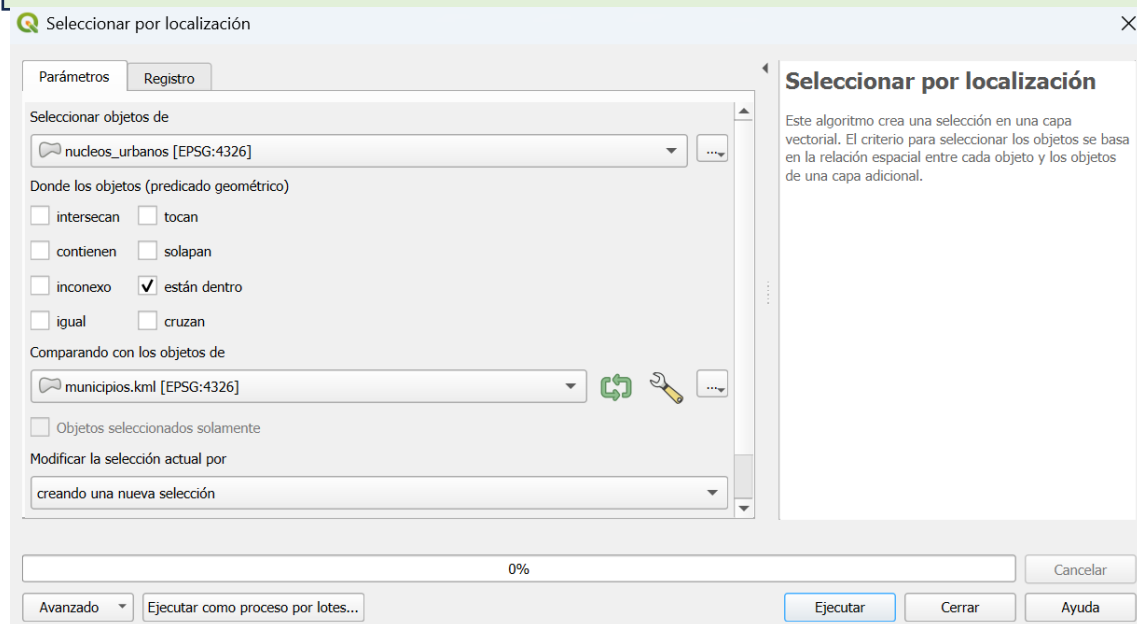 Seleccionar por localización
Parámetros
Registro
Seleccionar objetos de
nucleos_urbanos [EPSG:4326]
...
Donde los objetos (predicado geométrico)
intersecan
tocan
contienen
solapan
inconexo
están dentro
igual
cruzan
Comparando con los objetos de
municipios.kml [EPSG:4326]
...
Objetos seleccionados solamente
Modificar la selección actual por
creando una nueva selección
Seleccionar por localización
Este algoritmo crea una selección en una capa
vectorial. El criterio para seleccionar los objetos se basa
en la relación espacial entre cada objeto y los objetos
de una capa adicional.
0%
Cancelar
Avanzado
Ejecutar como proceso por lotes...
Ejecutar
Cerrar
Ayuda